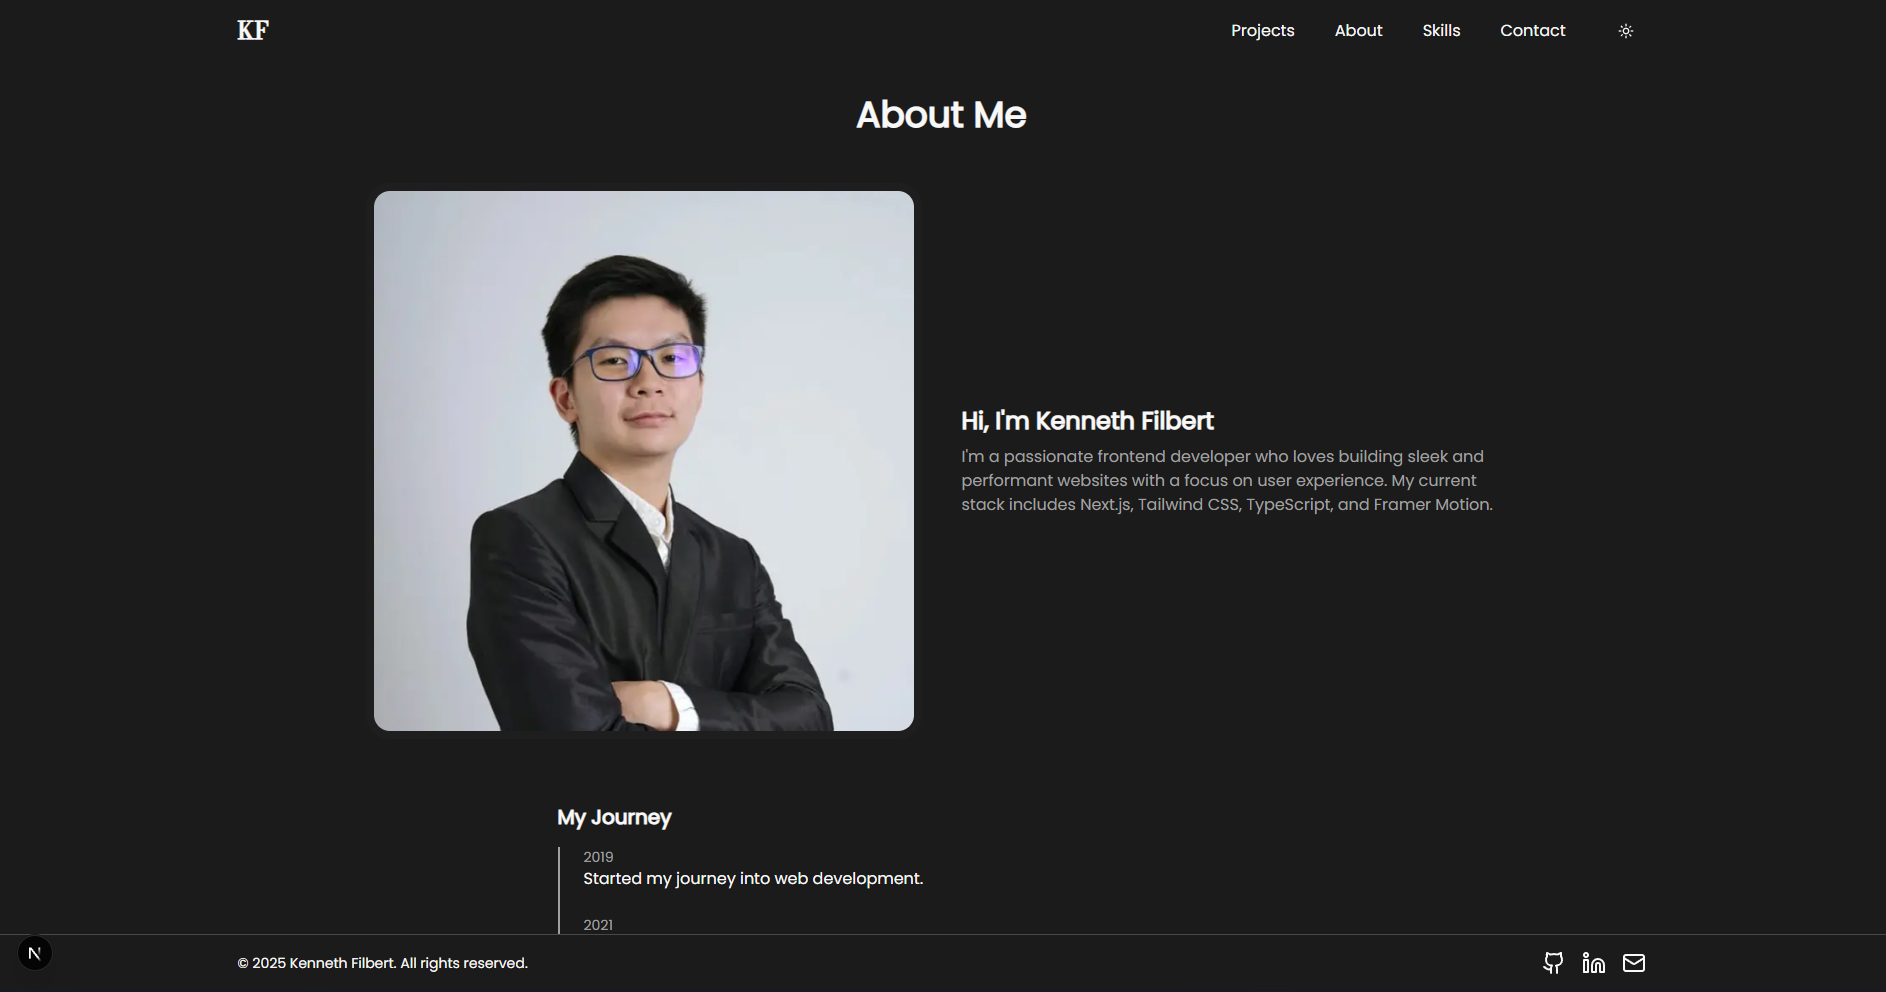 KF
Projects About Skills Contact
About Me
Hi, I'm Kenneth Filbert
I'm a passionate frontend developer who loves building sleek and
performant websites with a focus on user experience. My current
stack includes Next.js, Tailwind CSS, TypeScript, and Framer Motion.
My Journey
2019
Started my journey into web development.
2021
N
© 2025 Kenneth Filbert. All rights reserved.
in